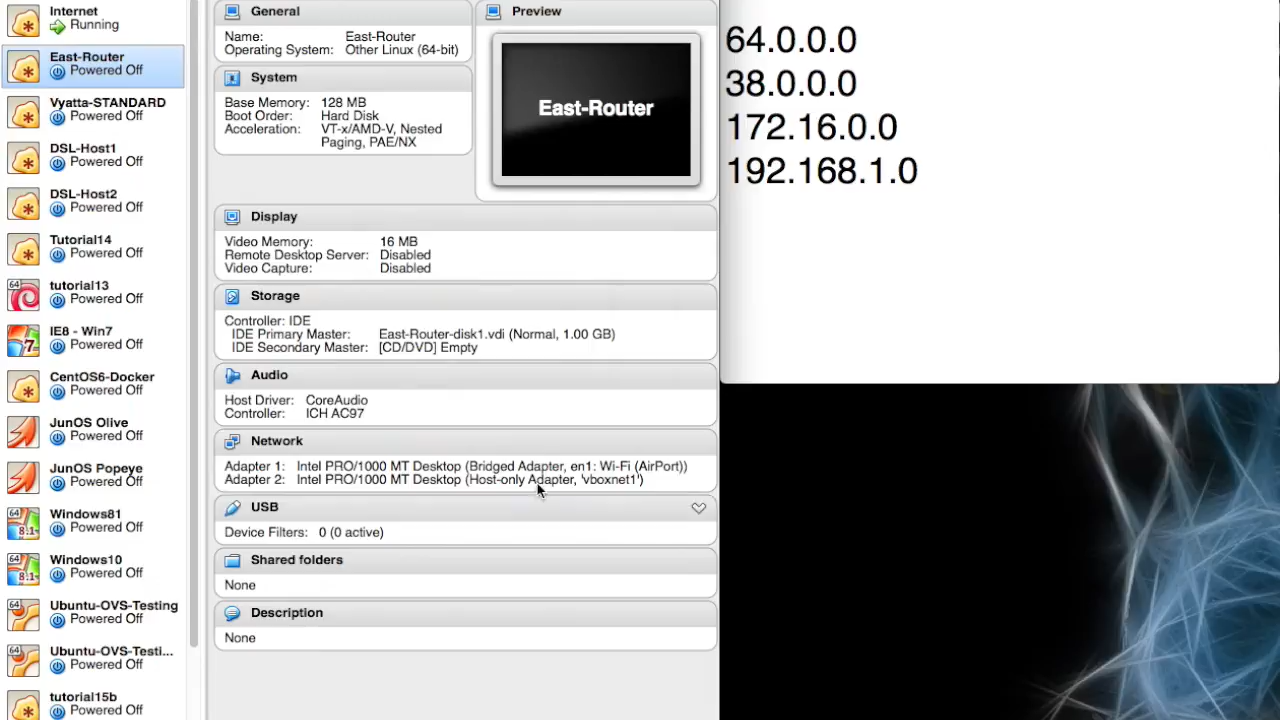 Internet
Running
East-Router
Powered Off
Vyatta-STANDARD
Powered Off
DSL-Host1
Powered Off
DSL-Host2
Powered Off
Tutorial14
Powered Off
64
tutorial13
Powered Off
IE8 - Win7
Powered Off
CentOS6-Docker
Powered Off
JunOS Olive
Powered Off
JunOS Popeye
Powered Off
64
8.1
Windows81
Powered Off
64
8.1
Windows10
Powered Off
64
Ubuntu-OVS-Testing
Powered Off
64
Ubuntu-OVS-Testi...
Powered Off
tutorial15b
Powered Off
General
Name: East-Router
Operating System: Other Linux (64-bit)
System
Base Memory: 128 MB
Boot Order: Hard Disk
Acceleration: VT-x/AMD-V, Nested
Paging, PAE/NX
Preview
East-Router
Display
Video Memory: 16 MB
Remote Desktop Server: Disabled
Video Capture: Disabled
Storage
Controller: IDE
IDE Primary Master: East-Router-disk1.vdi (Normal, 1.00 GB)
IDE Secondary Master: [CD/DVD] Empty
Audio
Host Driver: CoreAudio
Controller: ICH AC97
Network
Adapter 1: Intel PRO/1000 MT Desktop (Bridged Adapter, en1: Wi-Fi (AirPort))
Adapter 2: Intel PRO/1000 MT Desktop (Host-only Adapter, 'vboxnet1')
USB
Device Filters: 0 (0 active)
Shared folders
None
Description
None
64.0.0.0
38.0.0.0
172.16.0.0
192.168.1.0